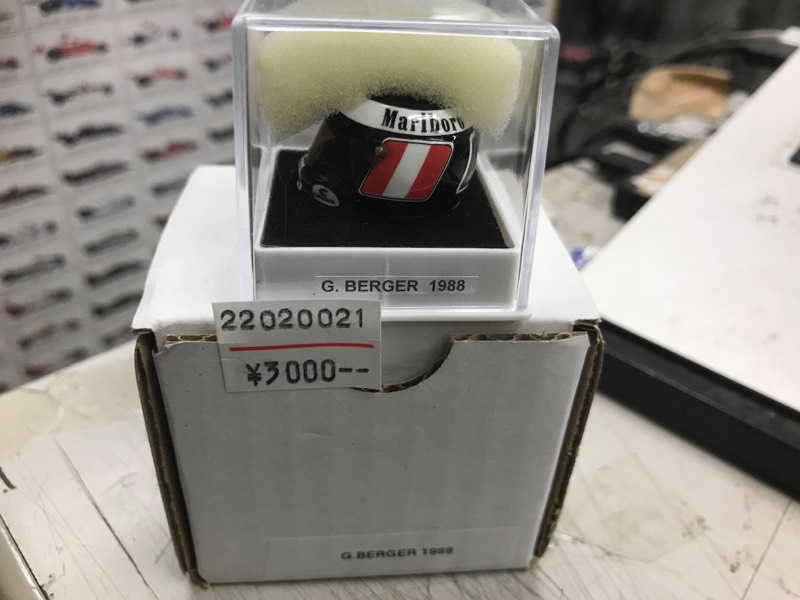 Marlboro
G. BERGER 1988
22020021
¥3000--
G.BERGER 1988